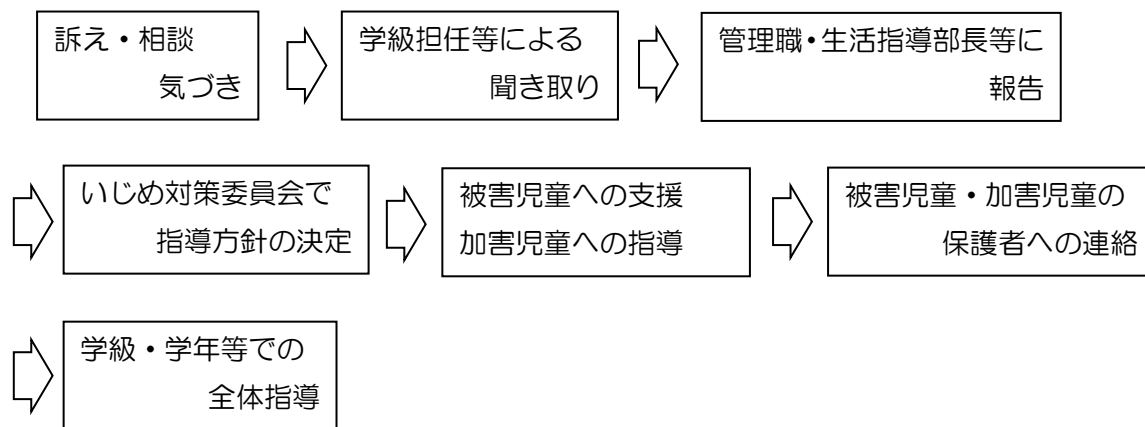 訴え・相談
気づき
学級担任等による
聞き取り
管理職・生活指導部長等に
報告
いじめ対策委員会で
指導方針の決定
被害児童への支援
加害児童への指導
被害児童・加害児童の
保護者への連絡
学級・学年等での
全体指導